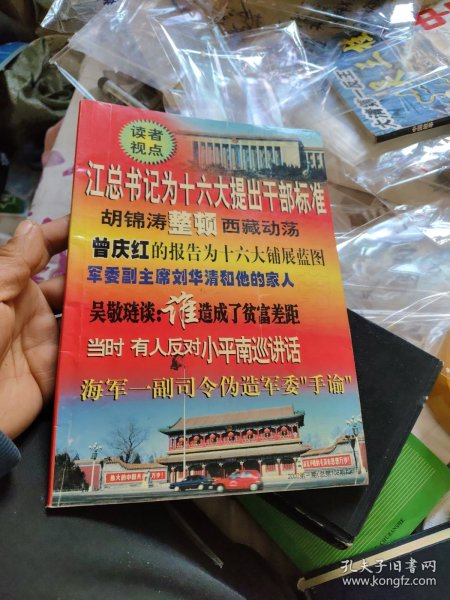 读者
视点
江总书记为十六大提出干部标准
胡锦涛整顿西藏动荡
曾庆红的报告为十六大铺展蓝图
军委副主席刘华清和他的家人
吴敬琏谈:谁造成了贫富差距
当时 有人反对小平南巡讲话
海军一副司令伪造军委"手谕"
孔夫子旧书网
www.kongfz.com